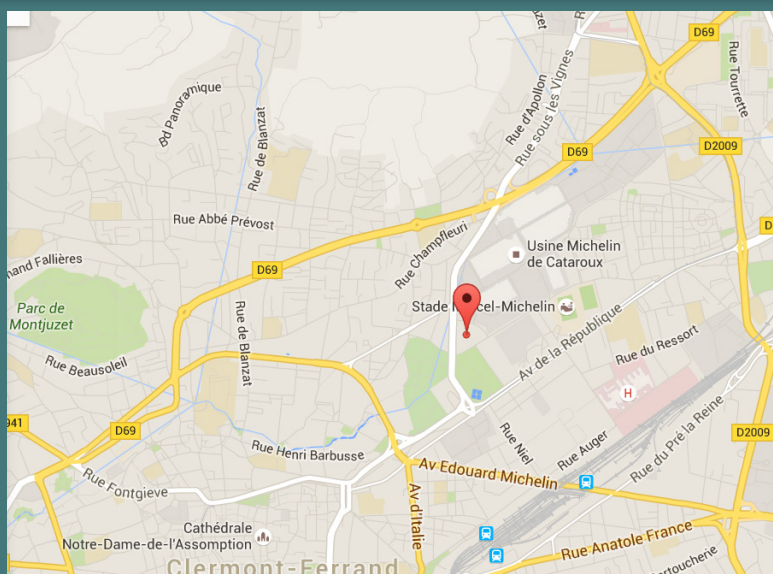 D69
Rue Tourrette
Rue d'Apollon
Rue sous les Vignes
Bd Panoramique
Rue de Blanzat
D69
D2009
Rue Abbé Prévost
Rue Champfleuri
Usine Michelin
de Cataroux
D69
Parc de
Montjuzet
Rue de Blanzat
Av de la République
Rue du Ressort
Rue Beausoleil
H
D69
Rue Henri Barbusse
Rue Niel
Rue Auger
Rue du Pré la Reine
D2009
Rue Fontgieve
Av Edouard Michelin
Av d'Italie
Cathédrale
Notre-Dame-de-l'Assomption
Rue Anatole France
Clermont-Ferrand